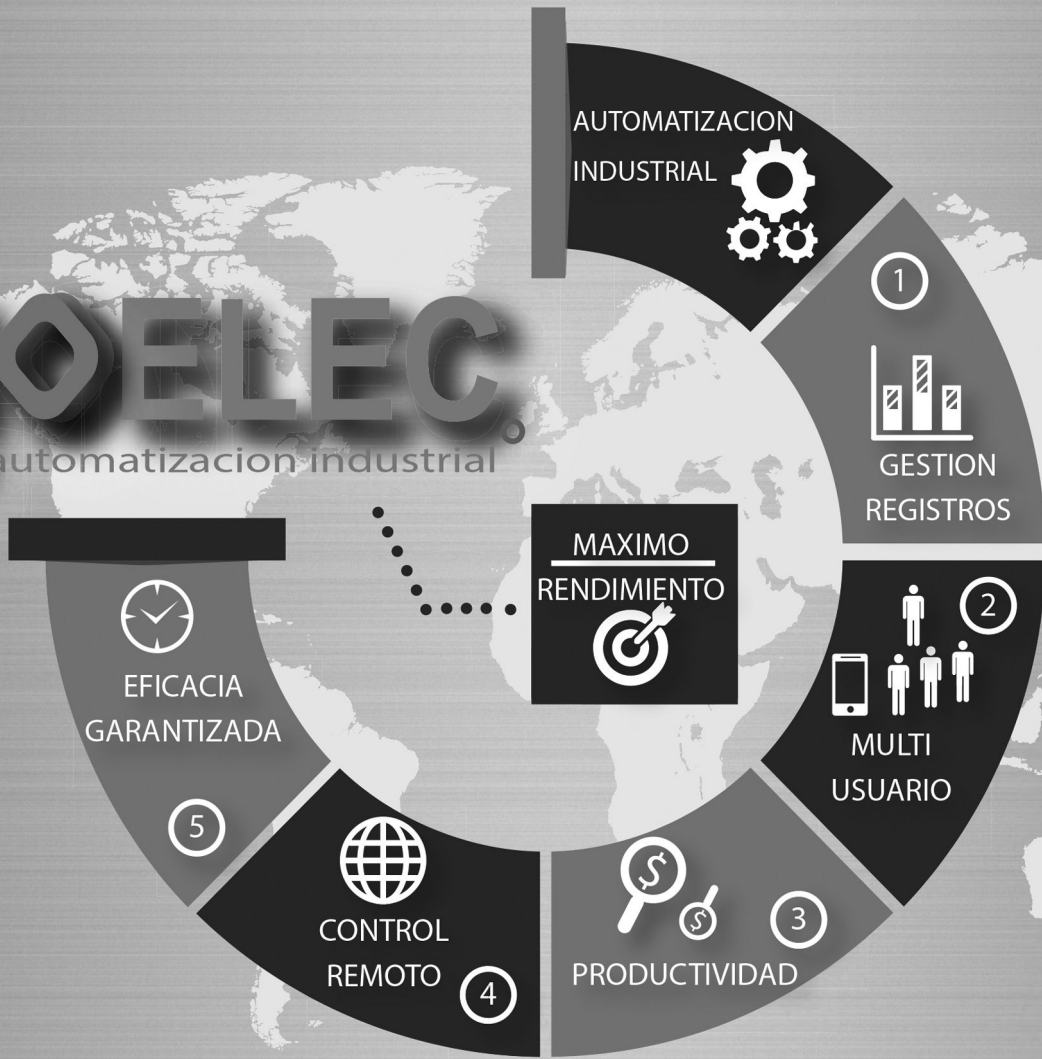 AUTOMATIZACION
INDUSTRIAL
1
GESTION
REGISTROS
ELEC
automatizacion industrial
MAXIMO
RENDIMIENTO
2
MULTI
USUARIO
EFICACIA
GARANTIZADA
5
$
$
3
PRODUCTIVIDAD
CONTROL
REMOTO
4